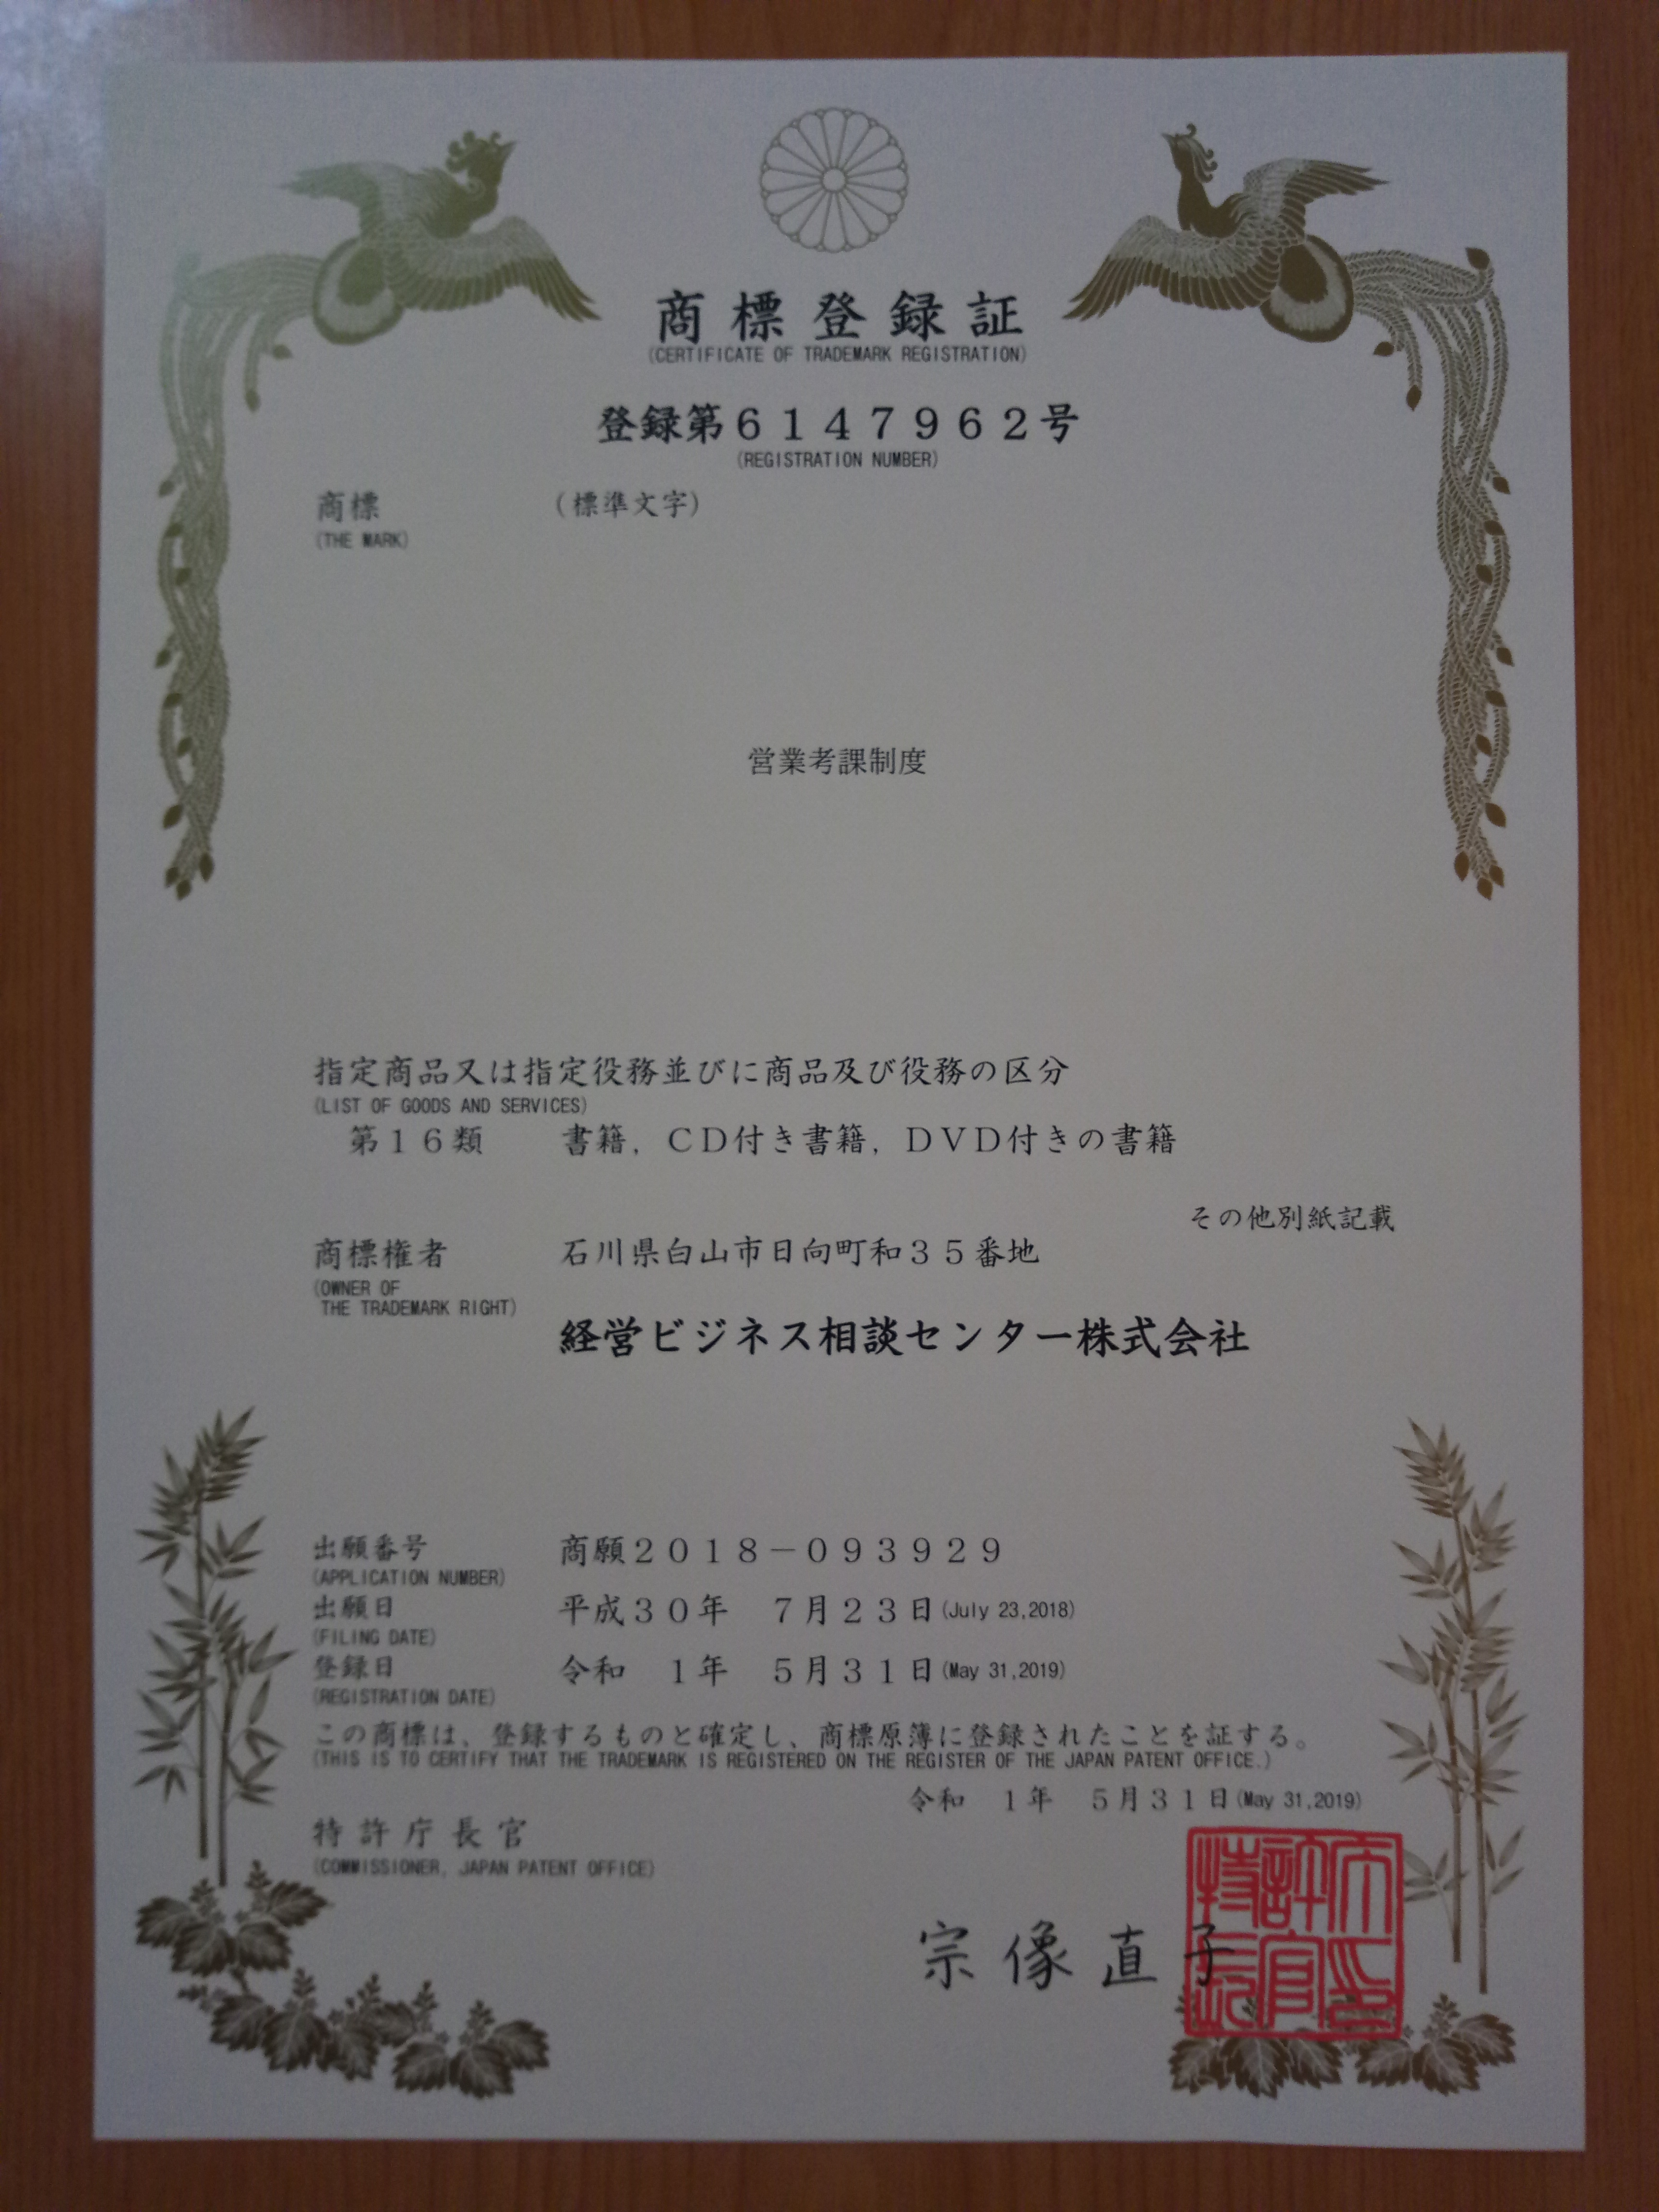 商標登録証
(CERTIFICATE OF TRADEMARK REGISTRATION)
登録第6147962号
(REGISTRATION NUMBER)
商標 (標準文字)
(THE MARK)
営業考課制度
指定商品又は指定役務並びに商品及び役務の区分
(LIST OF GOODS AND SERVICES)
第16類 書籍，CD付き書籍，DVD付きの書籍
その他別紙記載
商標権者 石川県白山市日向町和35番地
(OWNER OF
THE TRADEMARK RIGHT)
経営ビジネス相談センター株式会社
出願番号 商願2018-093929
(APPLICATION NUMBER)
出願日 平成30年 7月23日(July 23,2018)
(FILING DATE)
登録日 令和 1年 5月31日(May 31,2019)
(REGISTRATION DATE)
この商標は、登録するものと確定し、商標原簿に登録されたことを証する。
(THIS IS TO CERTIFY THAT THE TRADEMARK IS REGISTERED ON THE REGISTER OF THE JAPAN PATENT OFFICE.)
令和 1年 5月31日(May 31,2019)
特許庁長官
(COMMISSIONER, JAPAN PATENT OFFICE)
宗像直子